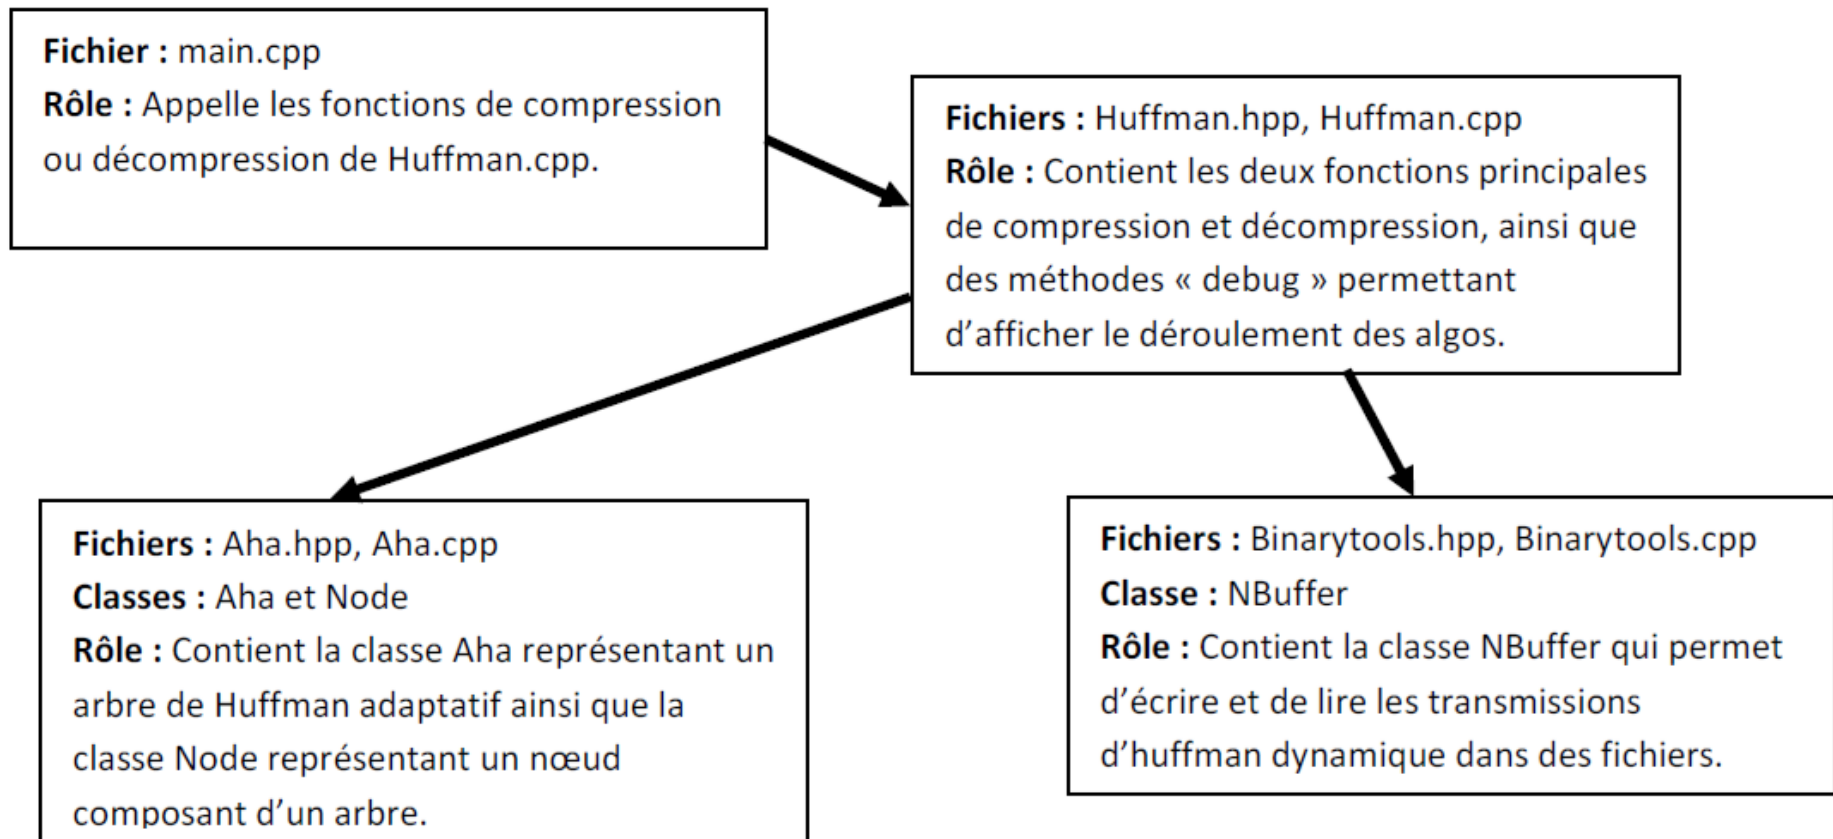 Fichier : main.cpp
Rôle : Appelle les fonctions de compression
ou décompression de Huffman.cpp.
Fichiers : Huffman.hpp, Huffman.cpp
Rôle : Contient les deux fonctions principales
de compression et décompression, ainsi que
des méthodes « debug » permettant
d’afficher le déroulement des algos.
Fichiers : Aha.hpp, Aha.cpp
Classes : Aha et Node
Rôle : Contient la classe Aha représentant un
arbre de Huffman adaptatif ainsi que la
classe Node représentant un nœud
composant d’un arbre.
Fichiers : Binarytools.hpp, Binarytools.cpp
Classe : NBuffer
Rôle : Contient la classe NBuffer qui permet
d’écrire et de lire les transmissions
d’huffman dynamique dans des fichiers.